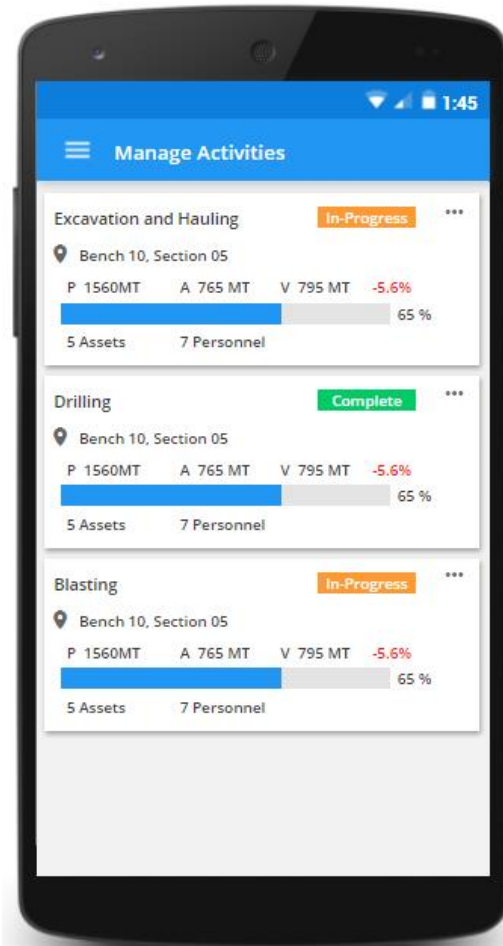 1:45
Manage Activities
Excavation and Hauling In-Progress
Bench 10, Section 05
P 1560MT A 765 MT V 795 MT -5.6%
65 %
5 Assets 7 Personnel
Drilling Complete
Bench 10, Section 05
P 1560MT A 765 MT V 795 MT -5.6%
65 %
5 Assets 7 Personnel
Blasting In-Progress
Bench 10, Section 05
P 1560MT A 765 MT V 795 MT -5.6%
65 %
5 Assets 7 Personnel